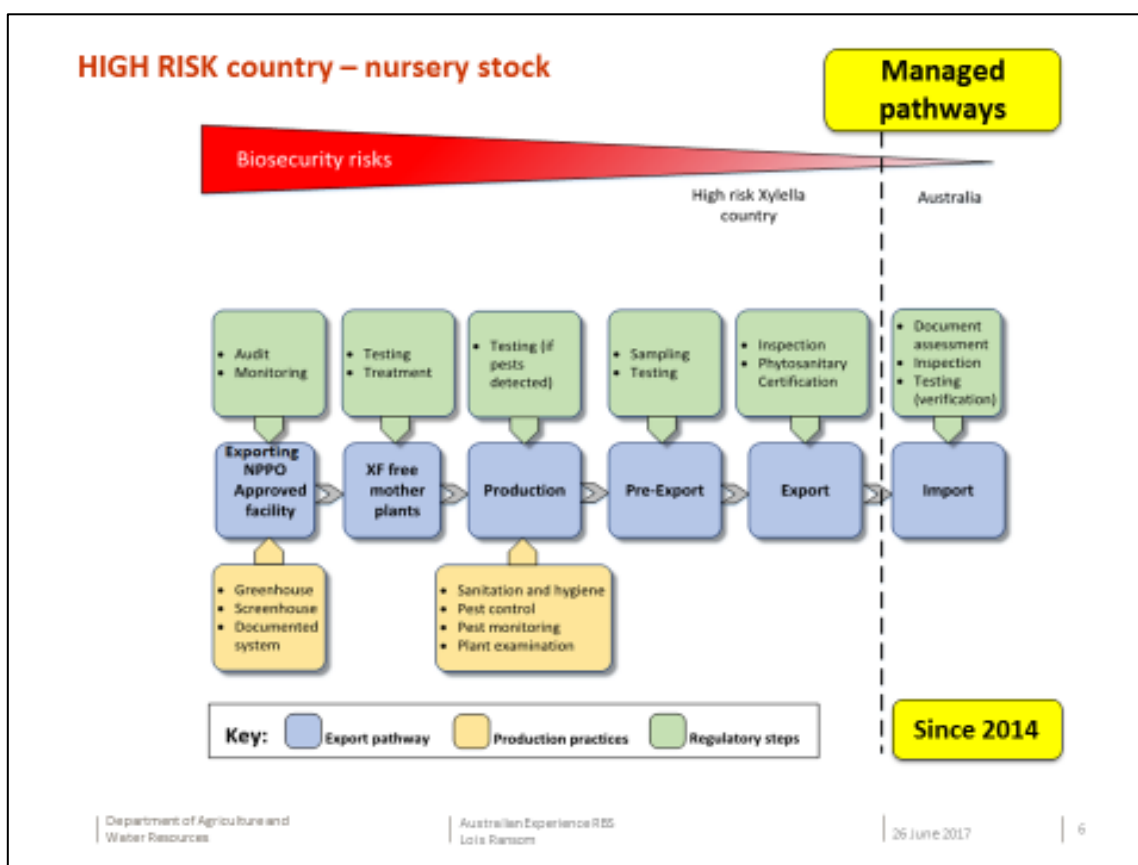 HIGH RISK country – nursery stock
Managed
pathways
Biosecurity risks
High risk Xylella
country
Australia
• Audit
• Monitoring
• Testing
• Treatment
• Testing (if
pests
detected)
• Sampling
• Testing
• Inspection
• Phytosanitary
Certification
• Document
assessment
• Inspection
• Testing
(verification)
Exporting
NPPO
Approved
facility
XF free
mother
plants
Production
Pre-Export
Export
Import
• Greenhouse
• Screenhouse
• Documented
system
• Sanitation and hygiene
• Pest control
• Pest monitoring
• Plant examination
Key:
Export pathway
Production practices
Regulatory steps
Since 2014
Department of Agriculture and
Water Resources
Australian Experience RBS
Lois Ransom
26 June 2017
6